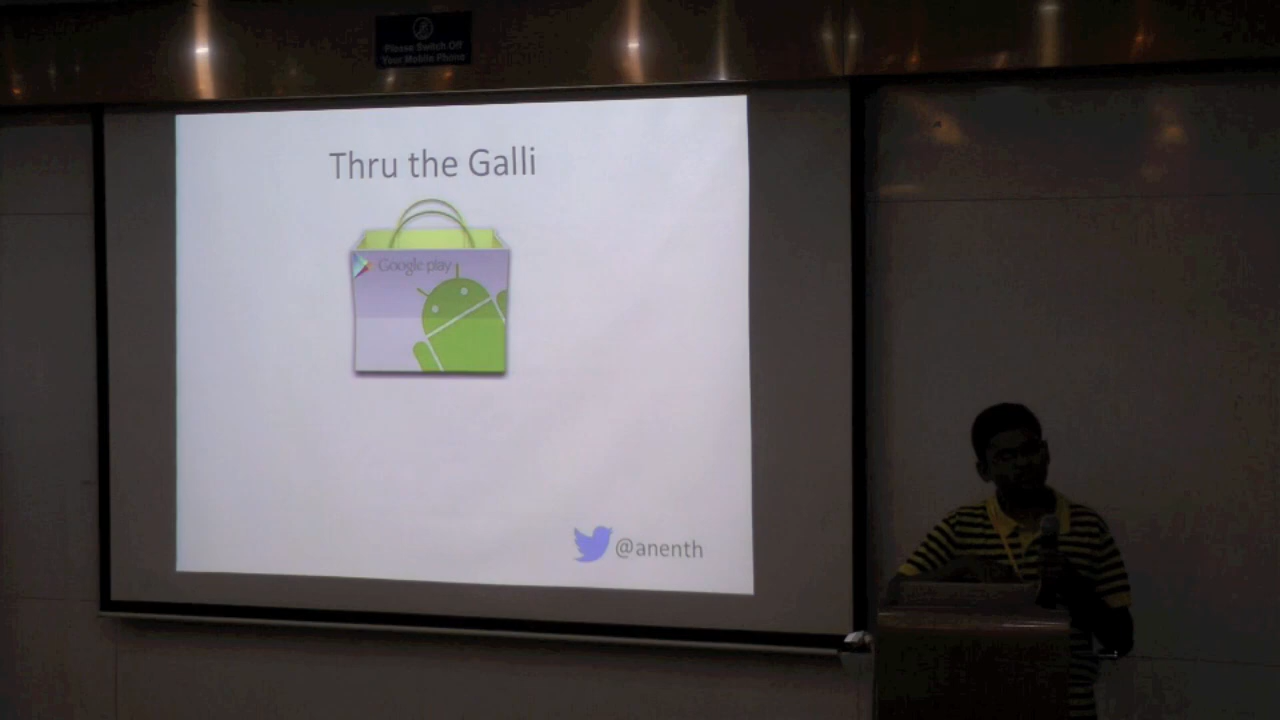 Please Switch Off
Your Mobile Phone
Thru the Galli
Google play
@anenth